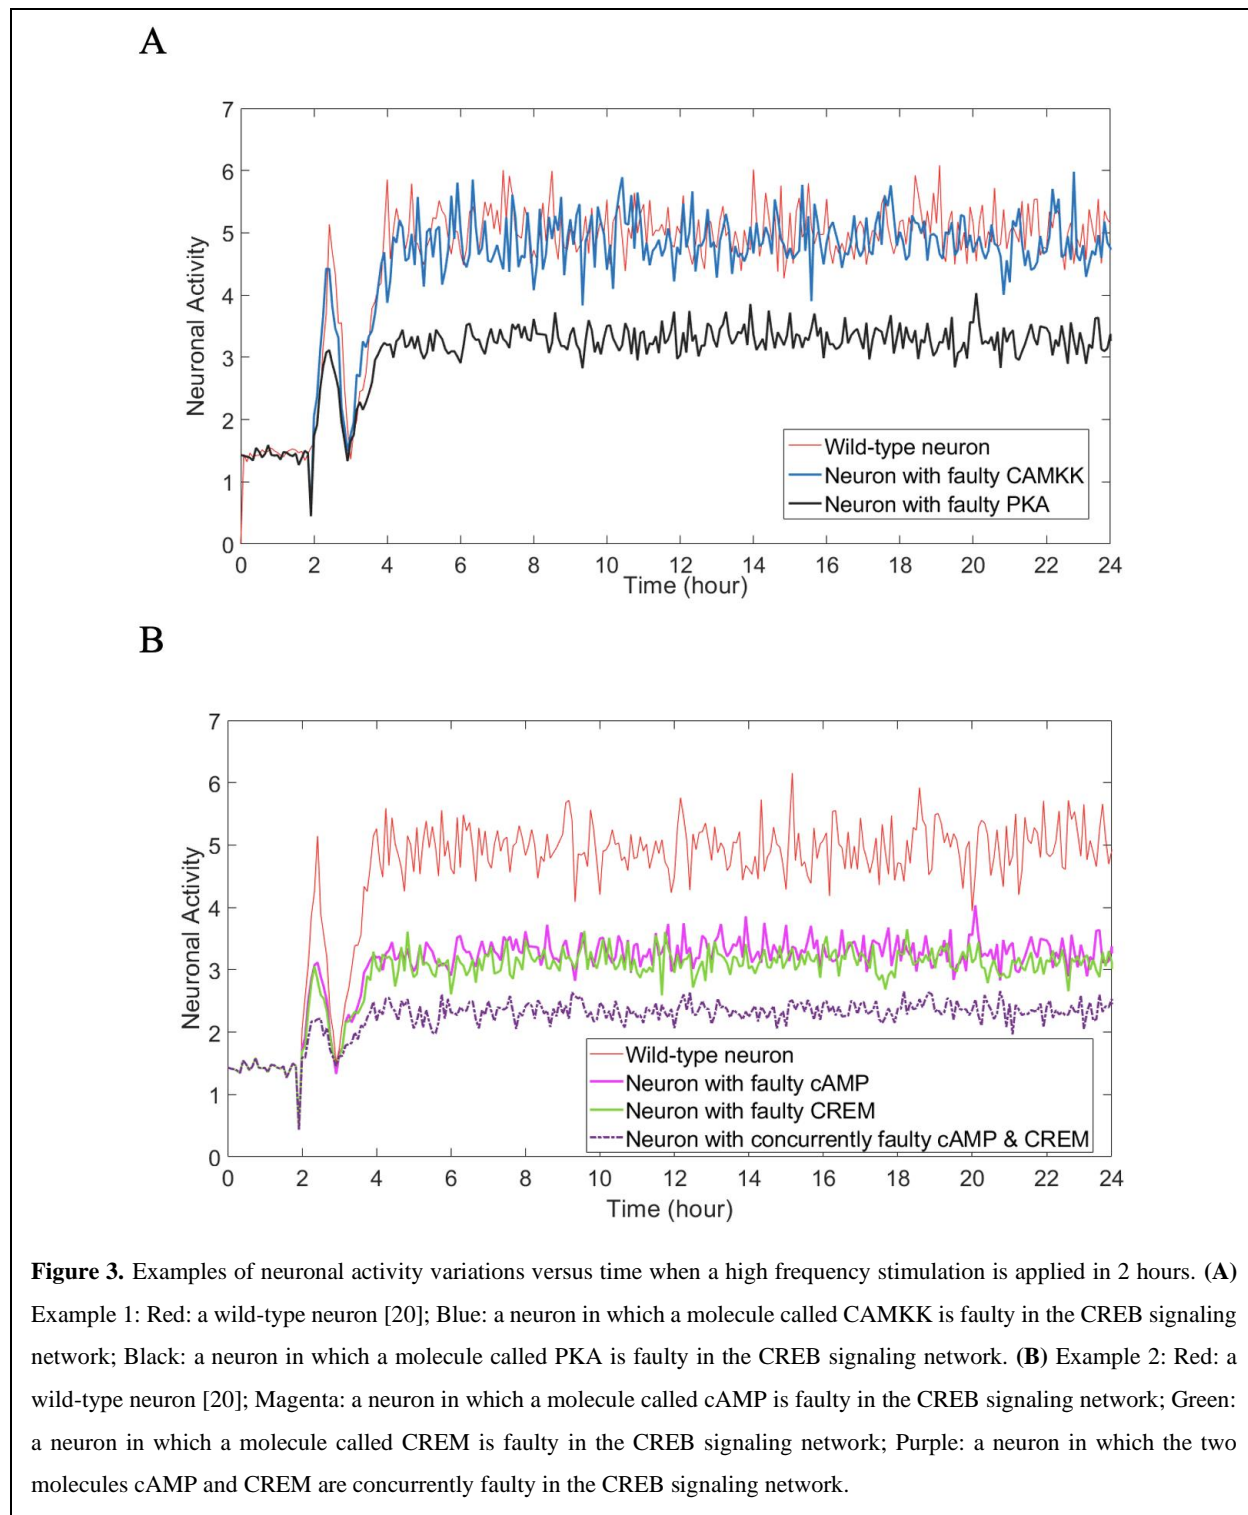 A
7
6
5
4
3
2
1
0
Neuronal Activity
Wild-type neuron
Neuron with faulty CAMKK
Neuron with faulty PKA
0 2 4 6 8 10 12 14 16 18 20 22 24
Time (hour)
B
7
6
5
4
3
2
1
0
Neuronal Activity
Wild-type neuron
Neuron with faulty cAMP
Neuron with faulty CREM
Neuron with concurrently faulty cAMP & CREM
0 2 4 6 8 10 12 14 16 18 20 22 24
Time (hour)
Figure 3. Examples of neuronal activity variations versus time when a high frequency stimulation is applied in 2 hours. (A)
Example 1: Red: a wild-type neuron [20]; Blue: a neuron in which a molecule called CAMKK is faulty in the CREB signaling
network; Black: a neuron in which a molecule called PKA is faulty in the CREB signaling network. (B) Example 2: Red: a
wild-type neuron [20]; Magenta: a neuron in which a molecule called cAMP is faulty in the CREB signaling network; Green:
a neuron in which a molecule called CREM is faulty in the CREB signaling network; Purple: a neuron in which the two
molecules cAMP and CREM are concurrently faulty in the CREB signaling network.